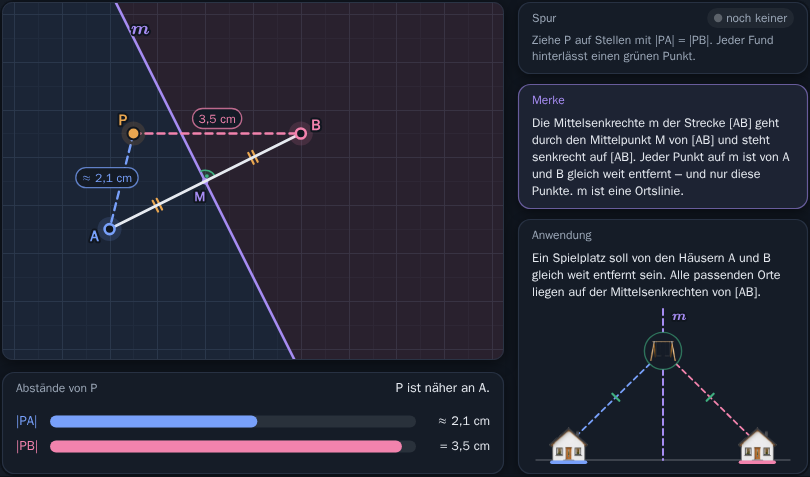 m
P
3,5 cm
B
≈ 2,1 cm
M
A
Abstände von P
P ist näher an A.
|PA|
≈ 2,1 cm
|PB|
= 3,5 cm
Spur
noch keiner
Ziehe P auf Stellen mit |PA| = |PB|. Jeder Fund
hinterlässt einen grünen Punkt.
Merke
Die Mittelsenkrechte m der Strecke [AB] geht
durch den Mittelpunkt M von [AB] und steht
senkrecht auf [AB]. Jeder Punkt auf m ist von A
und B gleich weit entfernt – und nur diese
Punkte. m ist eine Ortslinie.
Anwendung
Ein Spielplatz soll von den Häusern A und B
gleich weit entfernt sein. Alle passenden Orte
liegen auf der Mittelsenkrechten von [AB].
m